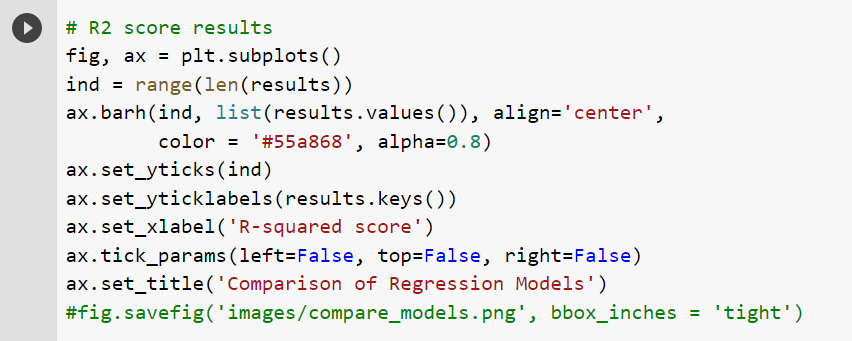 # R2 score results
fig, ax = plt.subplots()
ind = range(len(results))
ax.barh(ind, list(results.values()), align='center',
        color = '#55a868', alpha=0.8)
ax.set_yticks(ind)
ax.set_yticklabels(results.keys())
ax.set_xlabel('R-squared score')
ax.tick_params(left=False, top=False, right=False)
ax.set_title('Comparison of Regression Models')
#fig.savefig('images/compare_models.png', bbox_inches = 'tight')